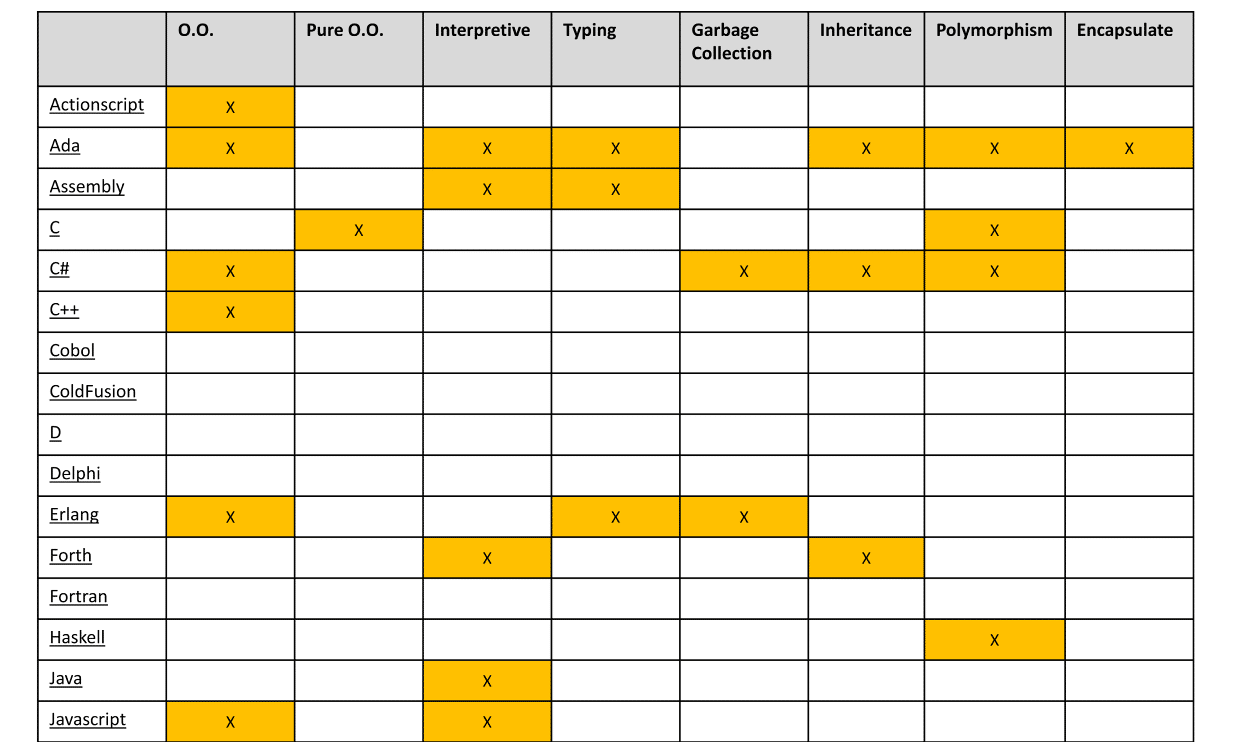 O.O. Pure O.O. Interpretive Typing Garbage Collection Inheritance Polymorphism Encapsulate
Actionscript X
Ada X X X X X X
Assembly X X
C X X
C# X X X X
C++ X
Cobol
ColdFusion
D
Delphi
Erlang X X X
Forth X X
Fortran
Haskell X
Java X
Javascript X X